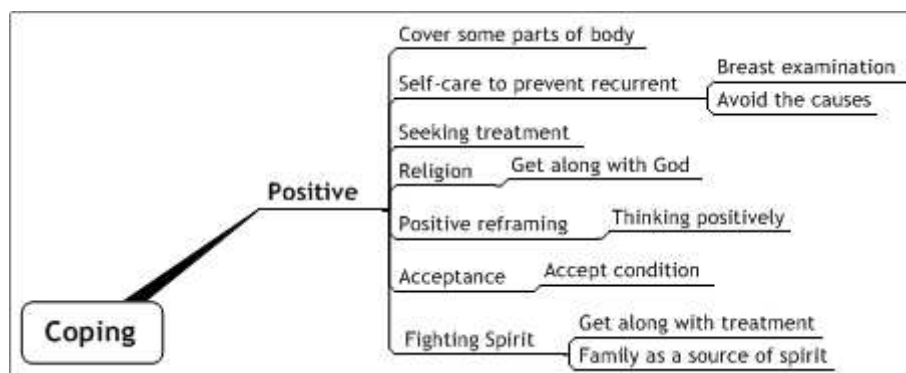 Cover some parts of body
Self-care to prevent recurrent
Breast examination
Avoid the causes
Seeking treatment
Religion
Get along with God
Positive
Positive reframing
Thinking positively
Acceptance
Accept condition
Coping
Fighting Spirit
Get along with treatment
Family as a source of spirit